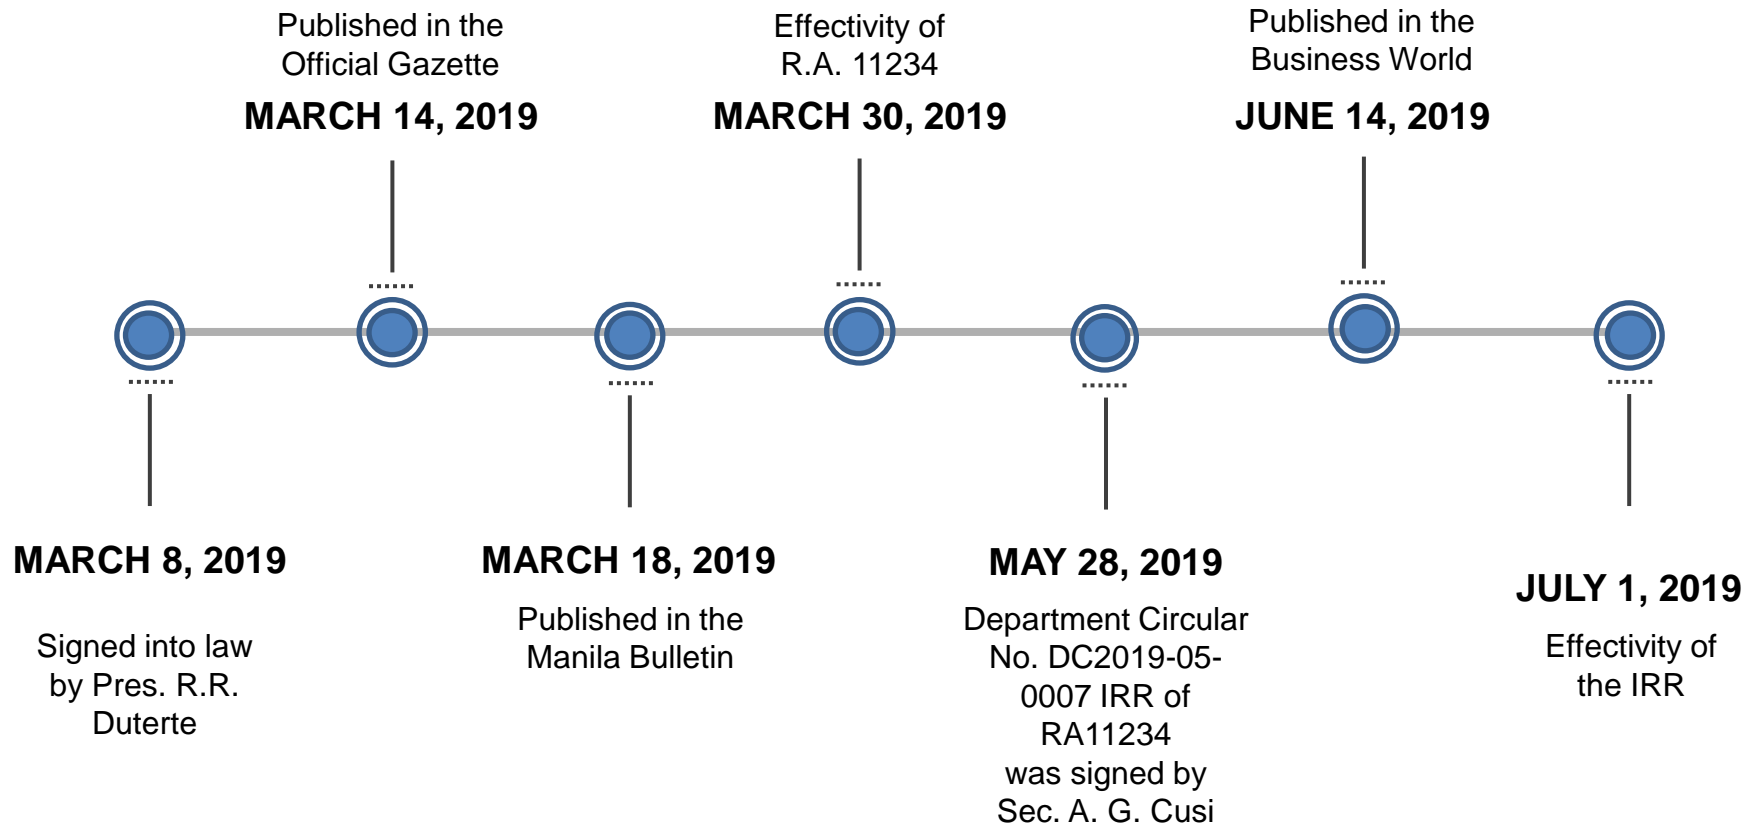 Published in the
Official Gazette
MARCH 14, 2019
Effectivity of
R.A. 11234
MARCH 30, 2019
Published in the
Business World
JUNE 14, 2019
MARCH 8, 2019
Signed into law
by Pres. R.R.
Duterte
MARCH 18, 2019
Published in the
Manila Bulletin
MAY 28, 2019
Department Circular
No. DC2019-05-
0007 IRR of
RA11234
was signed by
Sec. A. G. Cusi
JULY 1, 2019
Effectivity of
the IRR